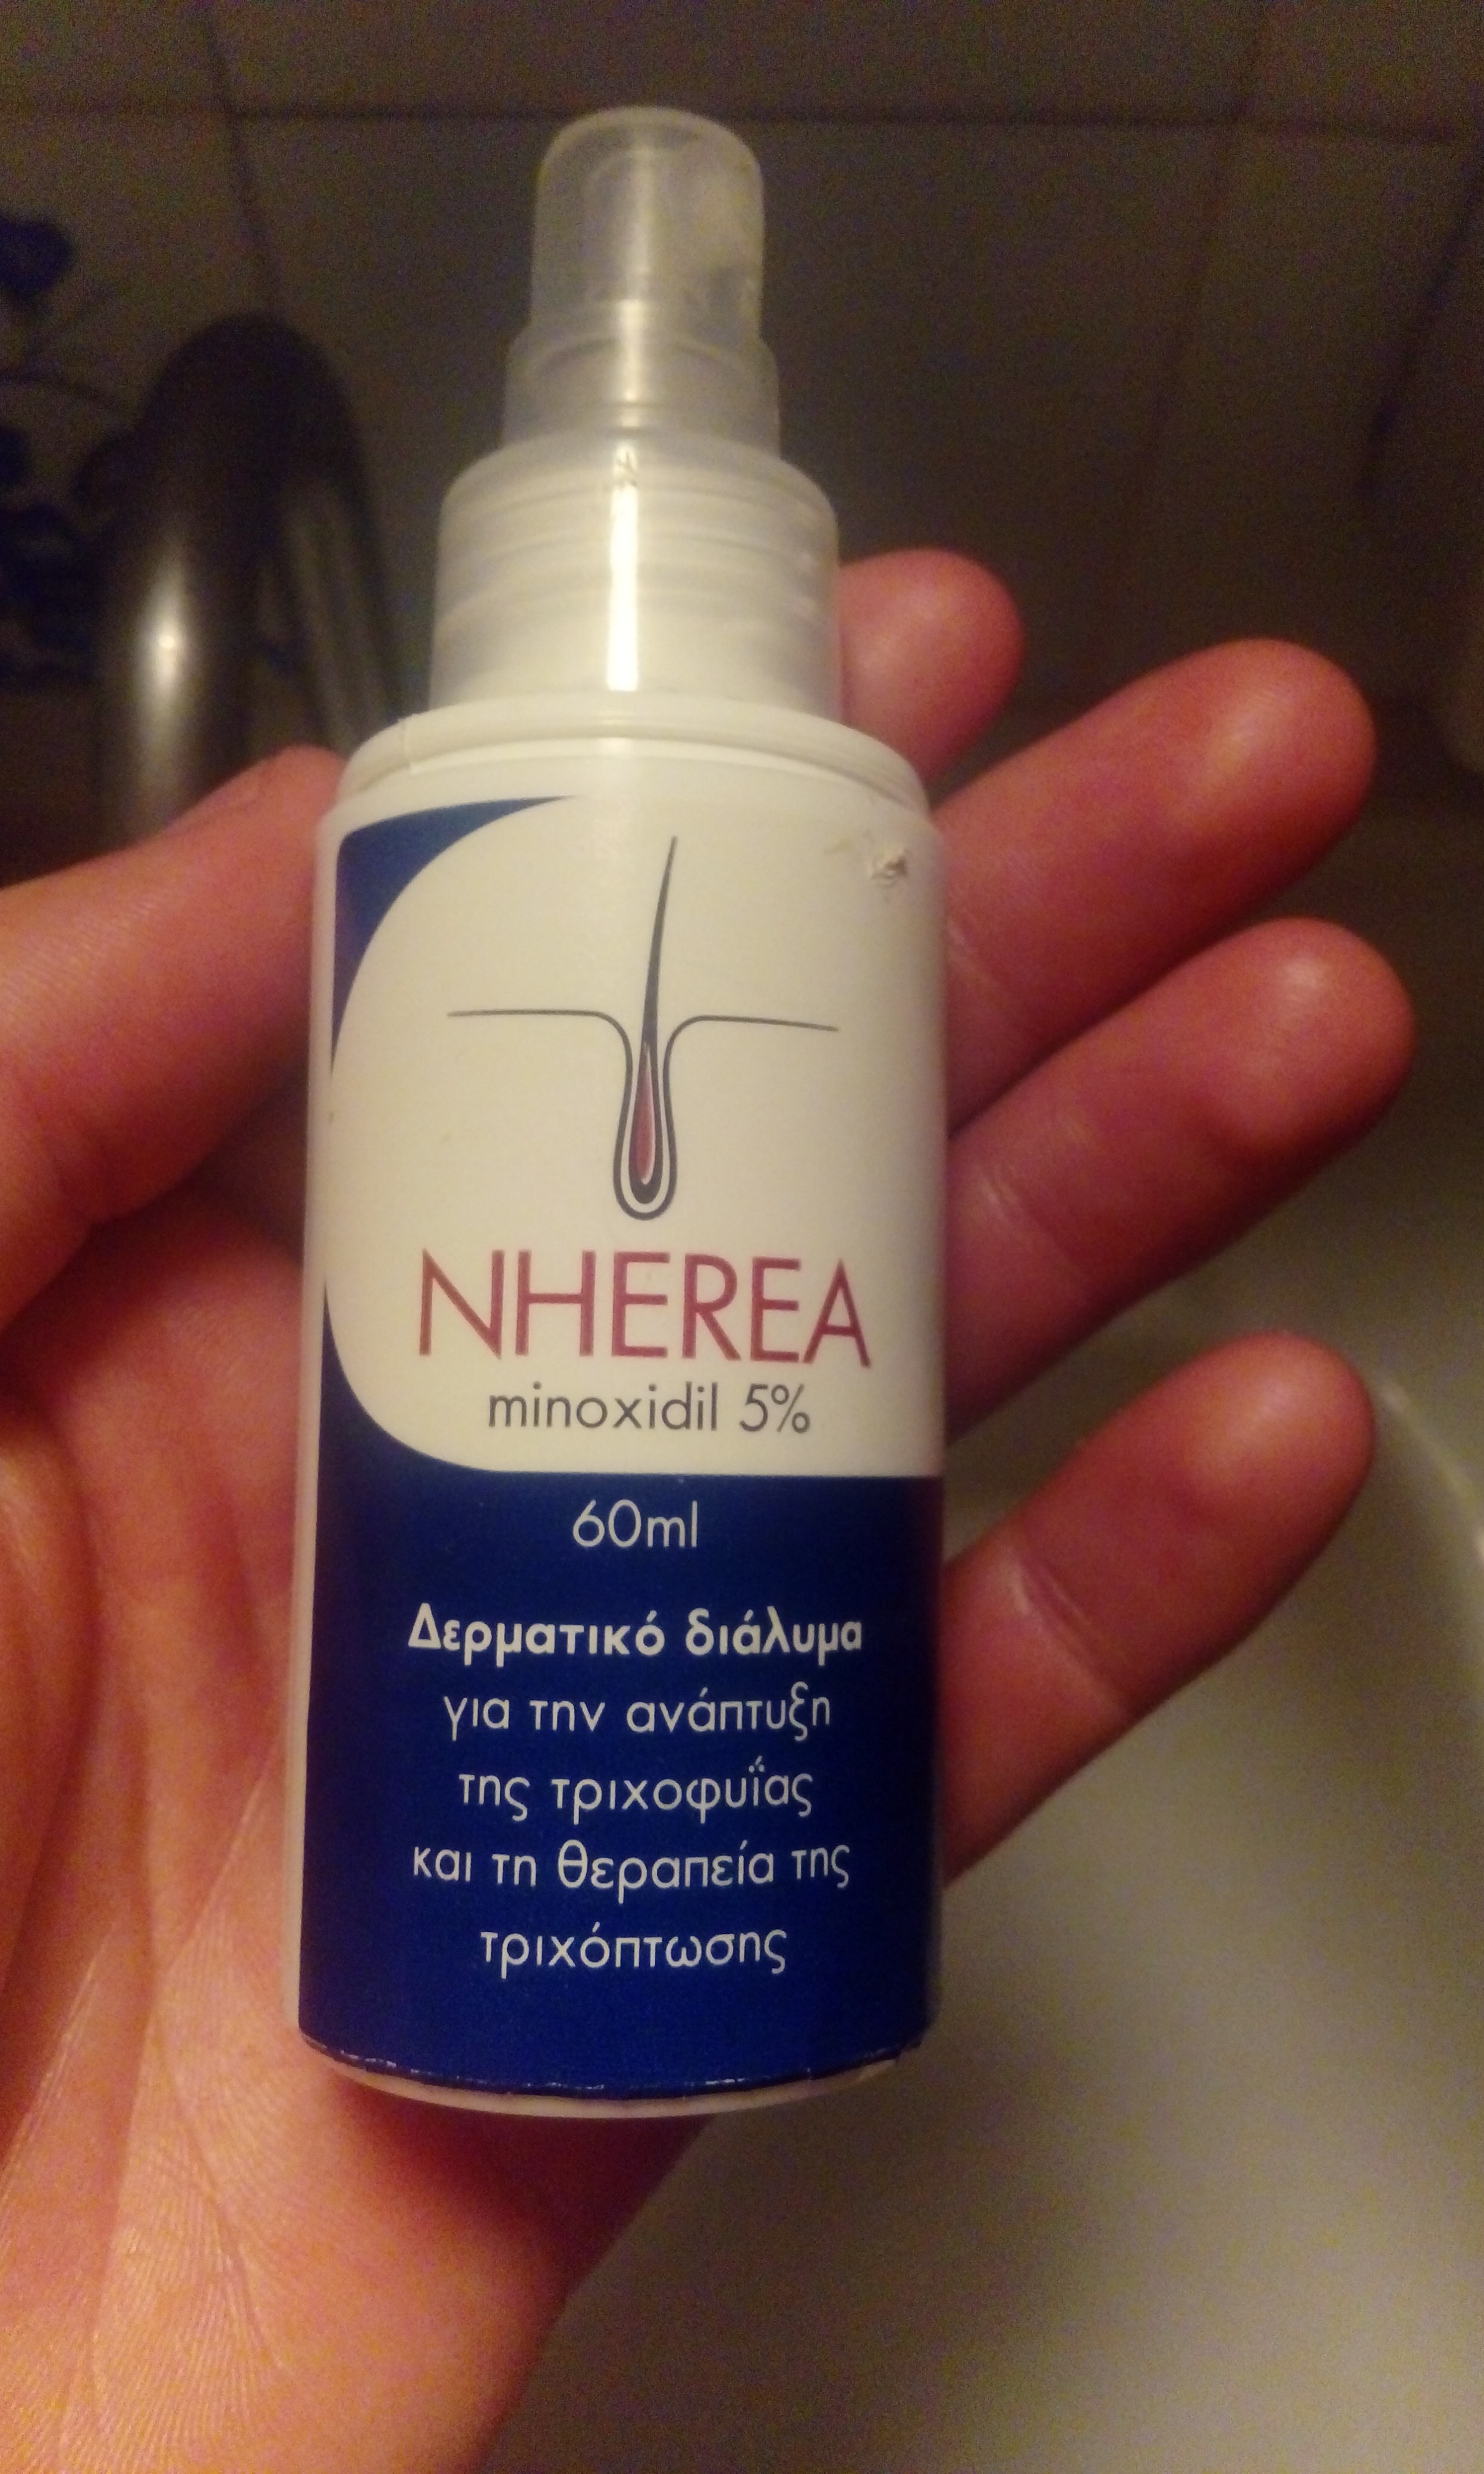 NHEREA
minoxidil 5%
60ml
Δερματικό διάλυμα
για την ανάπτυξη
της τριχοφυΐας
και τη θεραπεία της
τριχόπτωσης